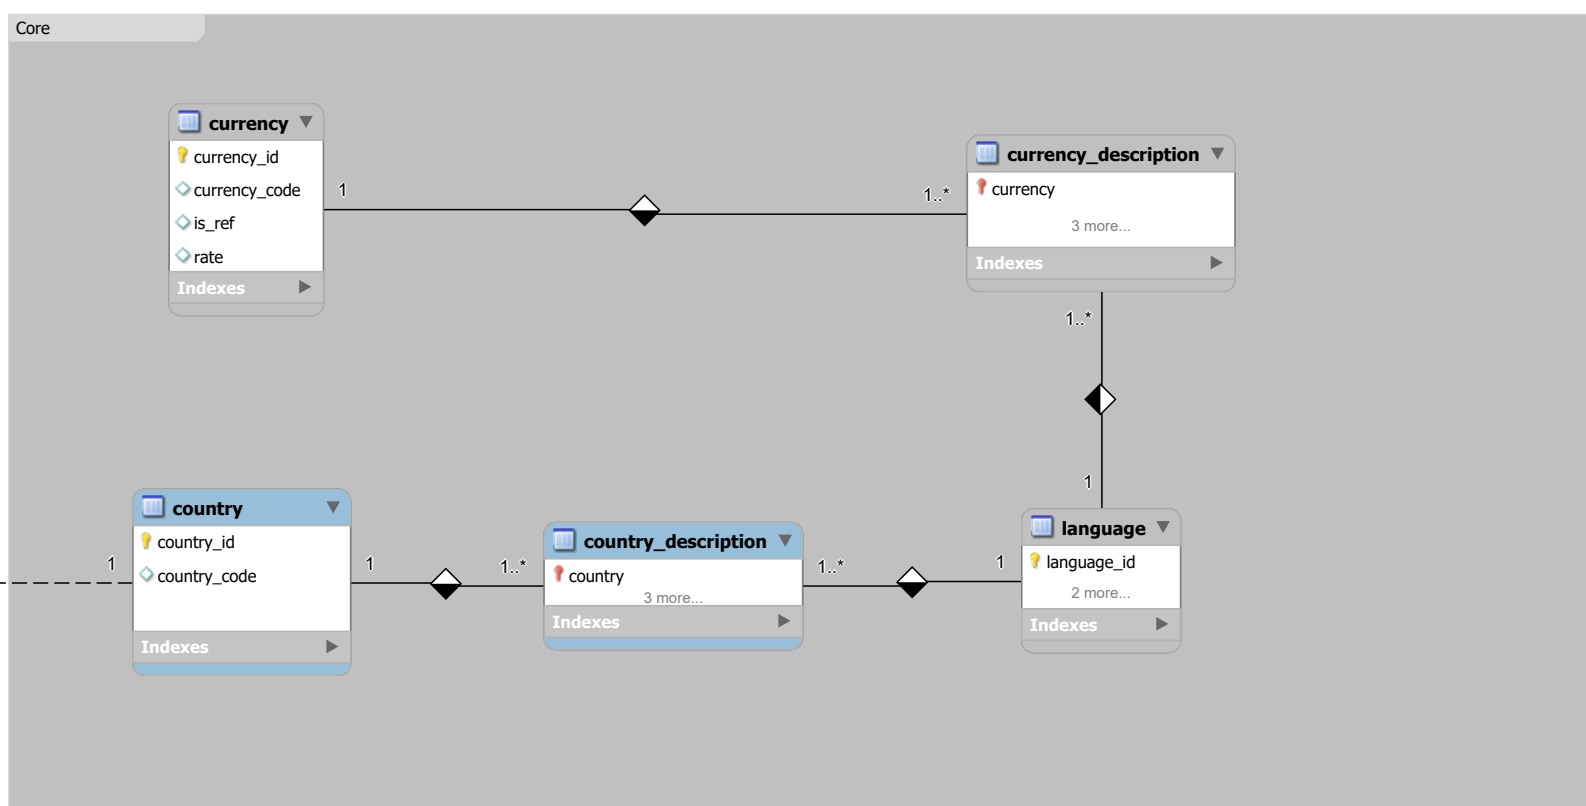 Core
currency
currency_id
currency_code
is_ref
rate
Indexes
1
1..*
currency_description
currency
3 more...
Indexes
1..*
1
country
country_id
country_code
Indexes
1
1
1..*
country_description
country
3 more...
Indexes
1..*
1
language
language_id
2 more...
Indexes